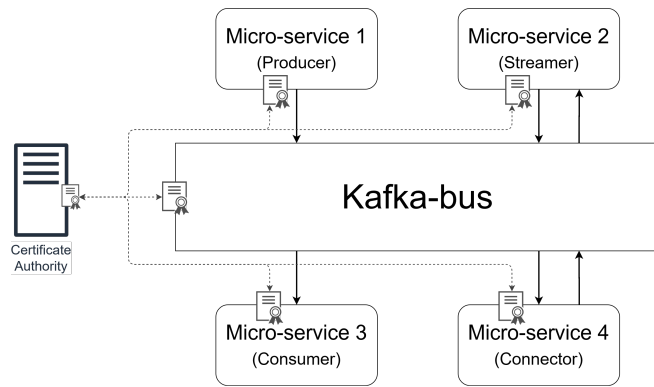 Micro-service 1
(Producer)
Micro-service 2
(Streamer)
Kafka-bus
Certificate
Authority
Micro-service 3
(Consumer)
Micro-service 4
(Connector)